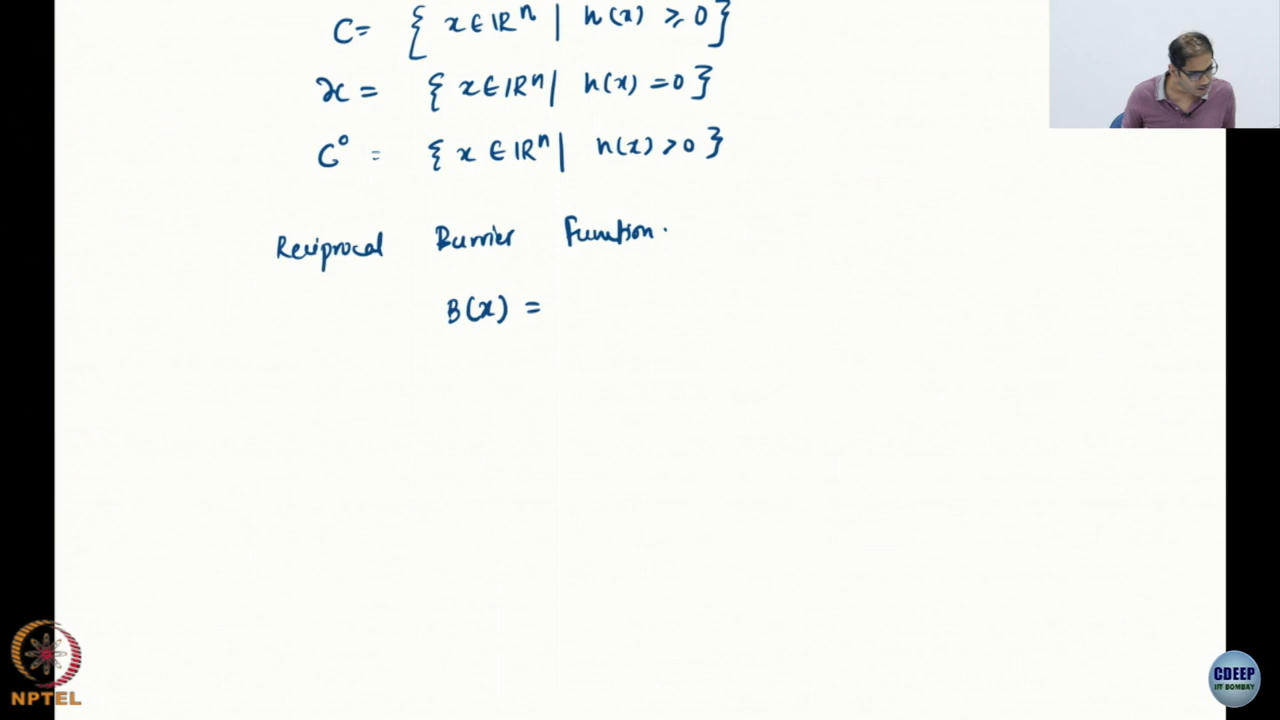 C = { x ∈ ℝⁿ | h(x) ⩾ 0 }
∂C = { x ∈ ℝⁿ | h(x) = 0 }
C° = { x ∈ ℝⁿ | h(x) > 0 }
Reciprocal Barrier Function.
B(x) =
NPTEL
CDEEP
IIT BOMBAY